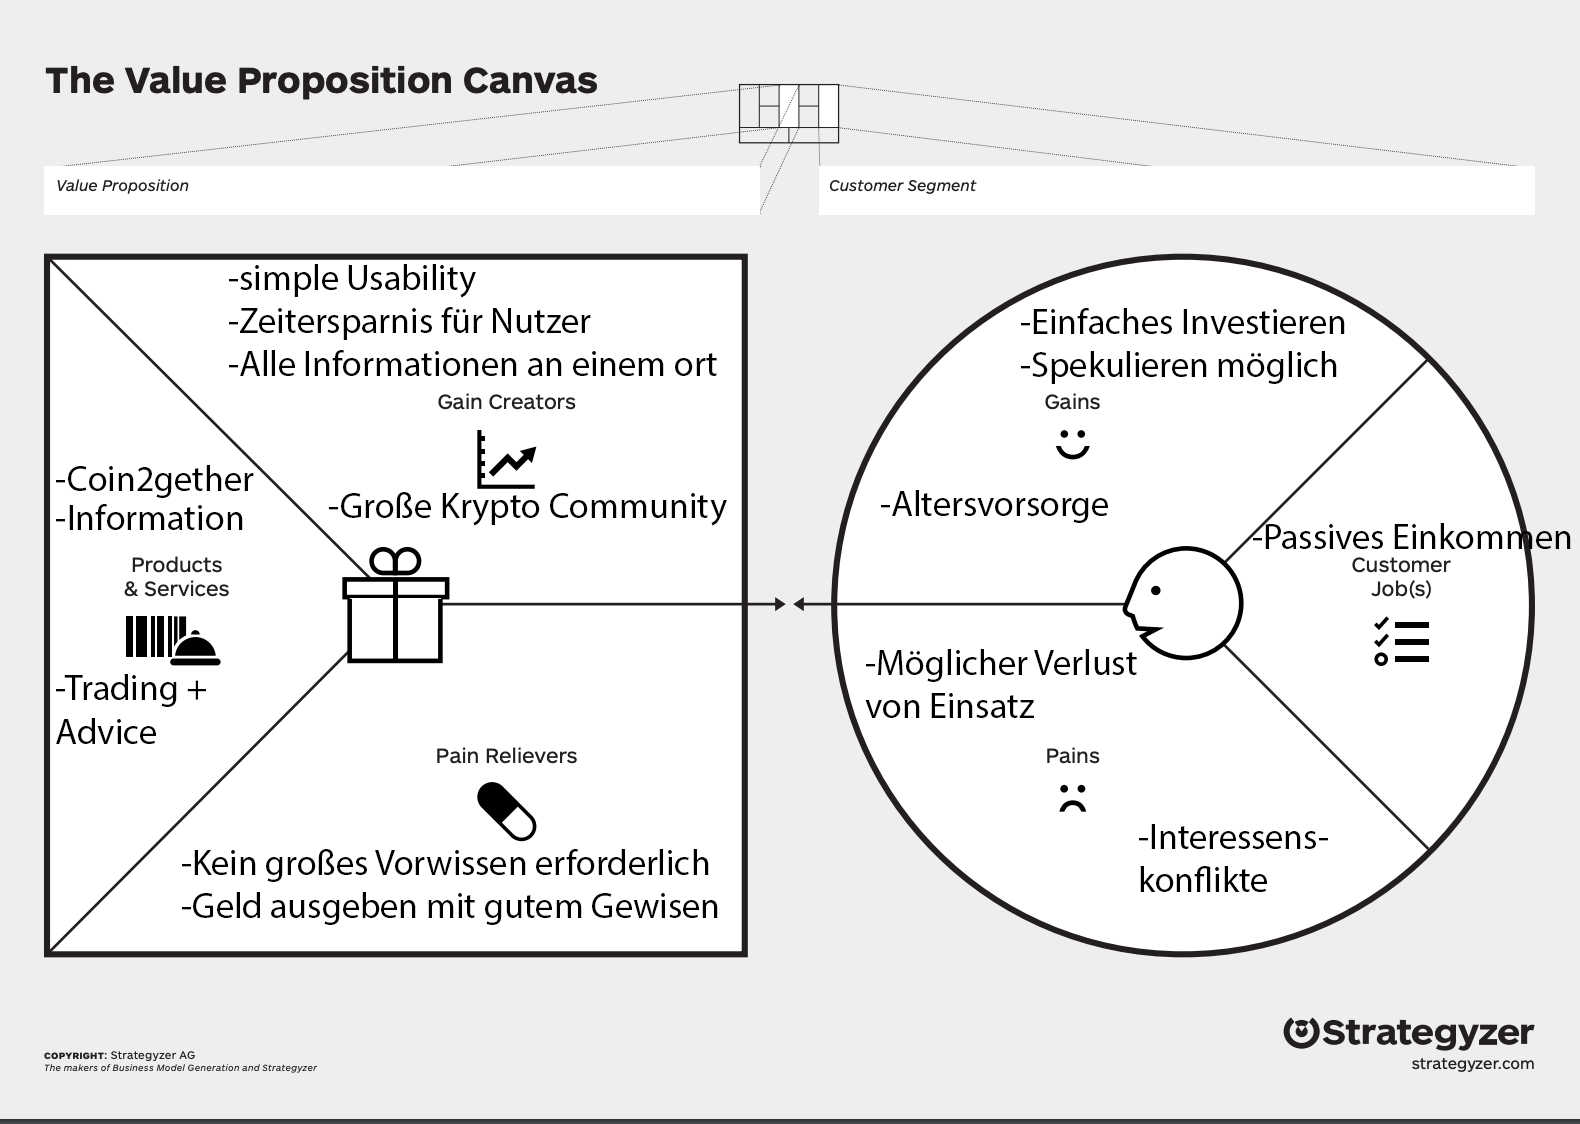 The Value Proposition Canvas
Value Proposition
Customer Segment
-simple Usability
-Zeitersparnis für Nutzer
-Alle Informationen an einem ort
Gain Creators
-Große Krypto Community
-Coin2gether
-Information
Products
& Services
-Trading +
Advice
Pain Relievers
-Kein großes Vorwissen erforderlich
-Geld ausgeben mit gutem Gewisen
-Einfaches Investieren
-Spekulieren möglich
Gains
-Altersvorsorge
-Passives Einkommen
Customer
Job(s)
-Möglicher Verlust
von Einsatz
Pains
-Interessens-
konflikte
COPYRIGHT: Strategyzer AG
The makers of Business Model Generation and Strategyzer
Strategyzer
strategyzer.com